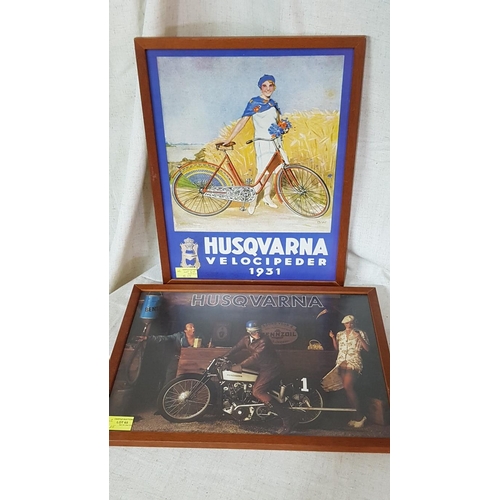 HUSQVARNA
VELOCIPEDER
1931
HUSQVARNA
1